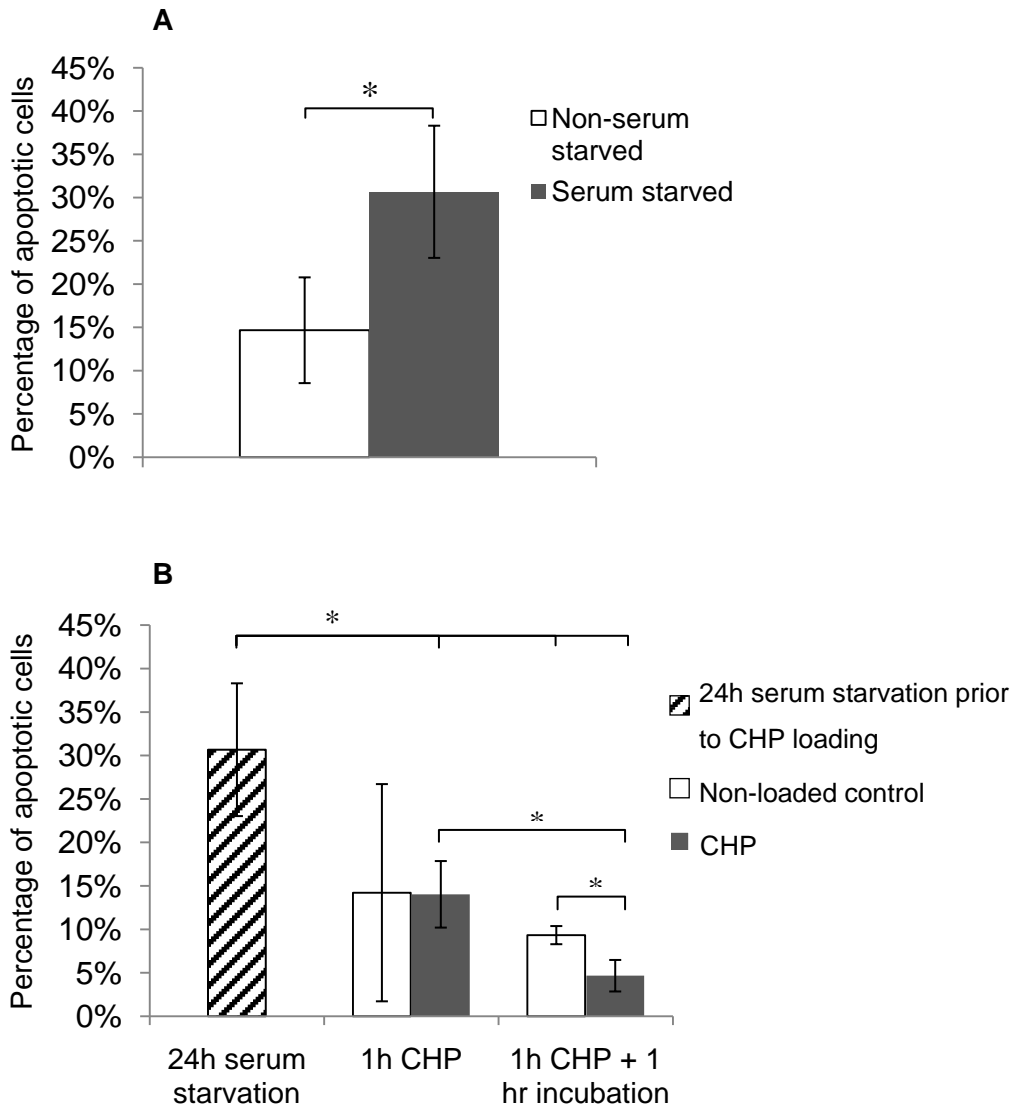 A
Percentage of apoptotic cells
45%
40%
35%
30%
25%
20%
15%
10%
5%
0%
*
Non-serum
starved
Serum starved
B
Percentage of apoptotic cells
45%
40%
35%
30%
25%
20%
15%
10%
5%
0%
*
*
*
24h serum
starvation
1h CHP
1h CHP + 1
hr incubation
24h serum starvation prior
to CHP loading
Non-loaded control
CHP